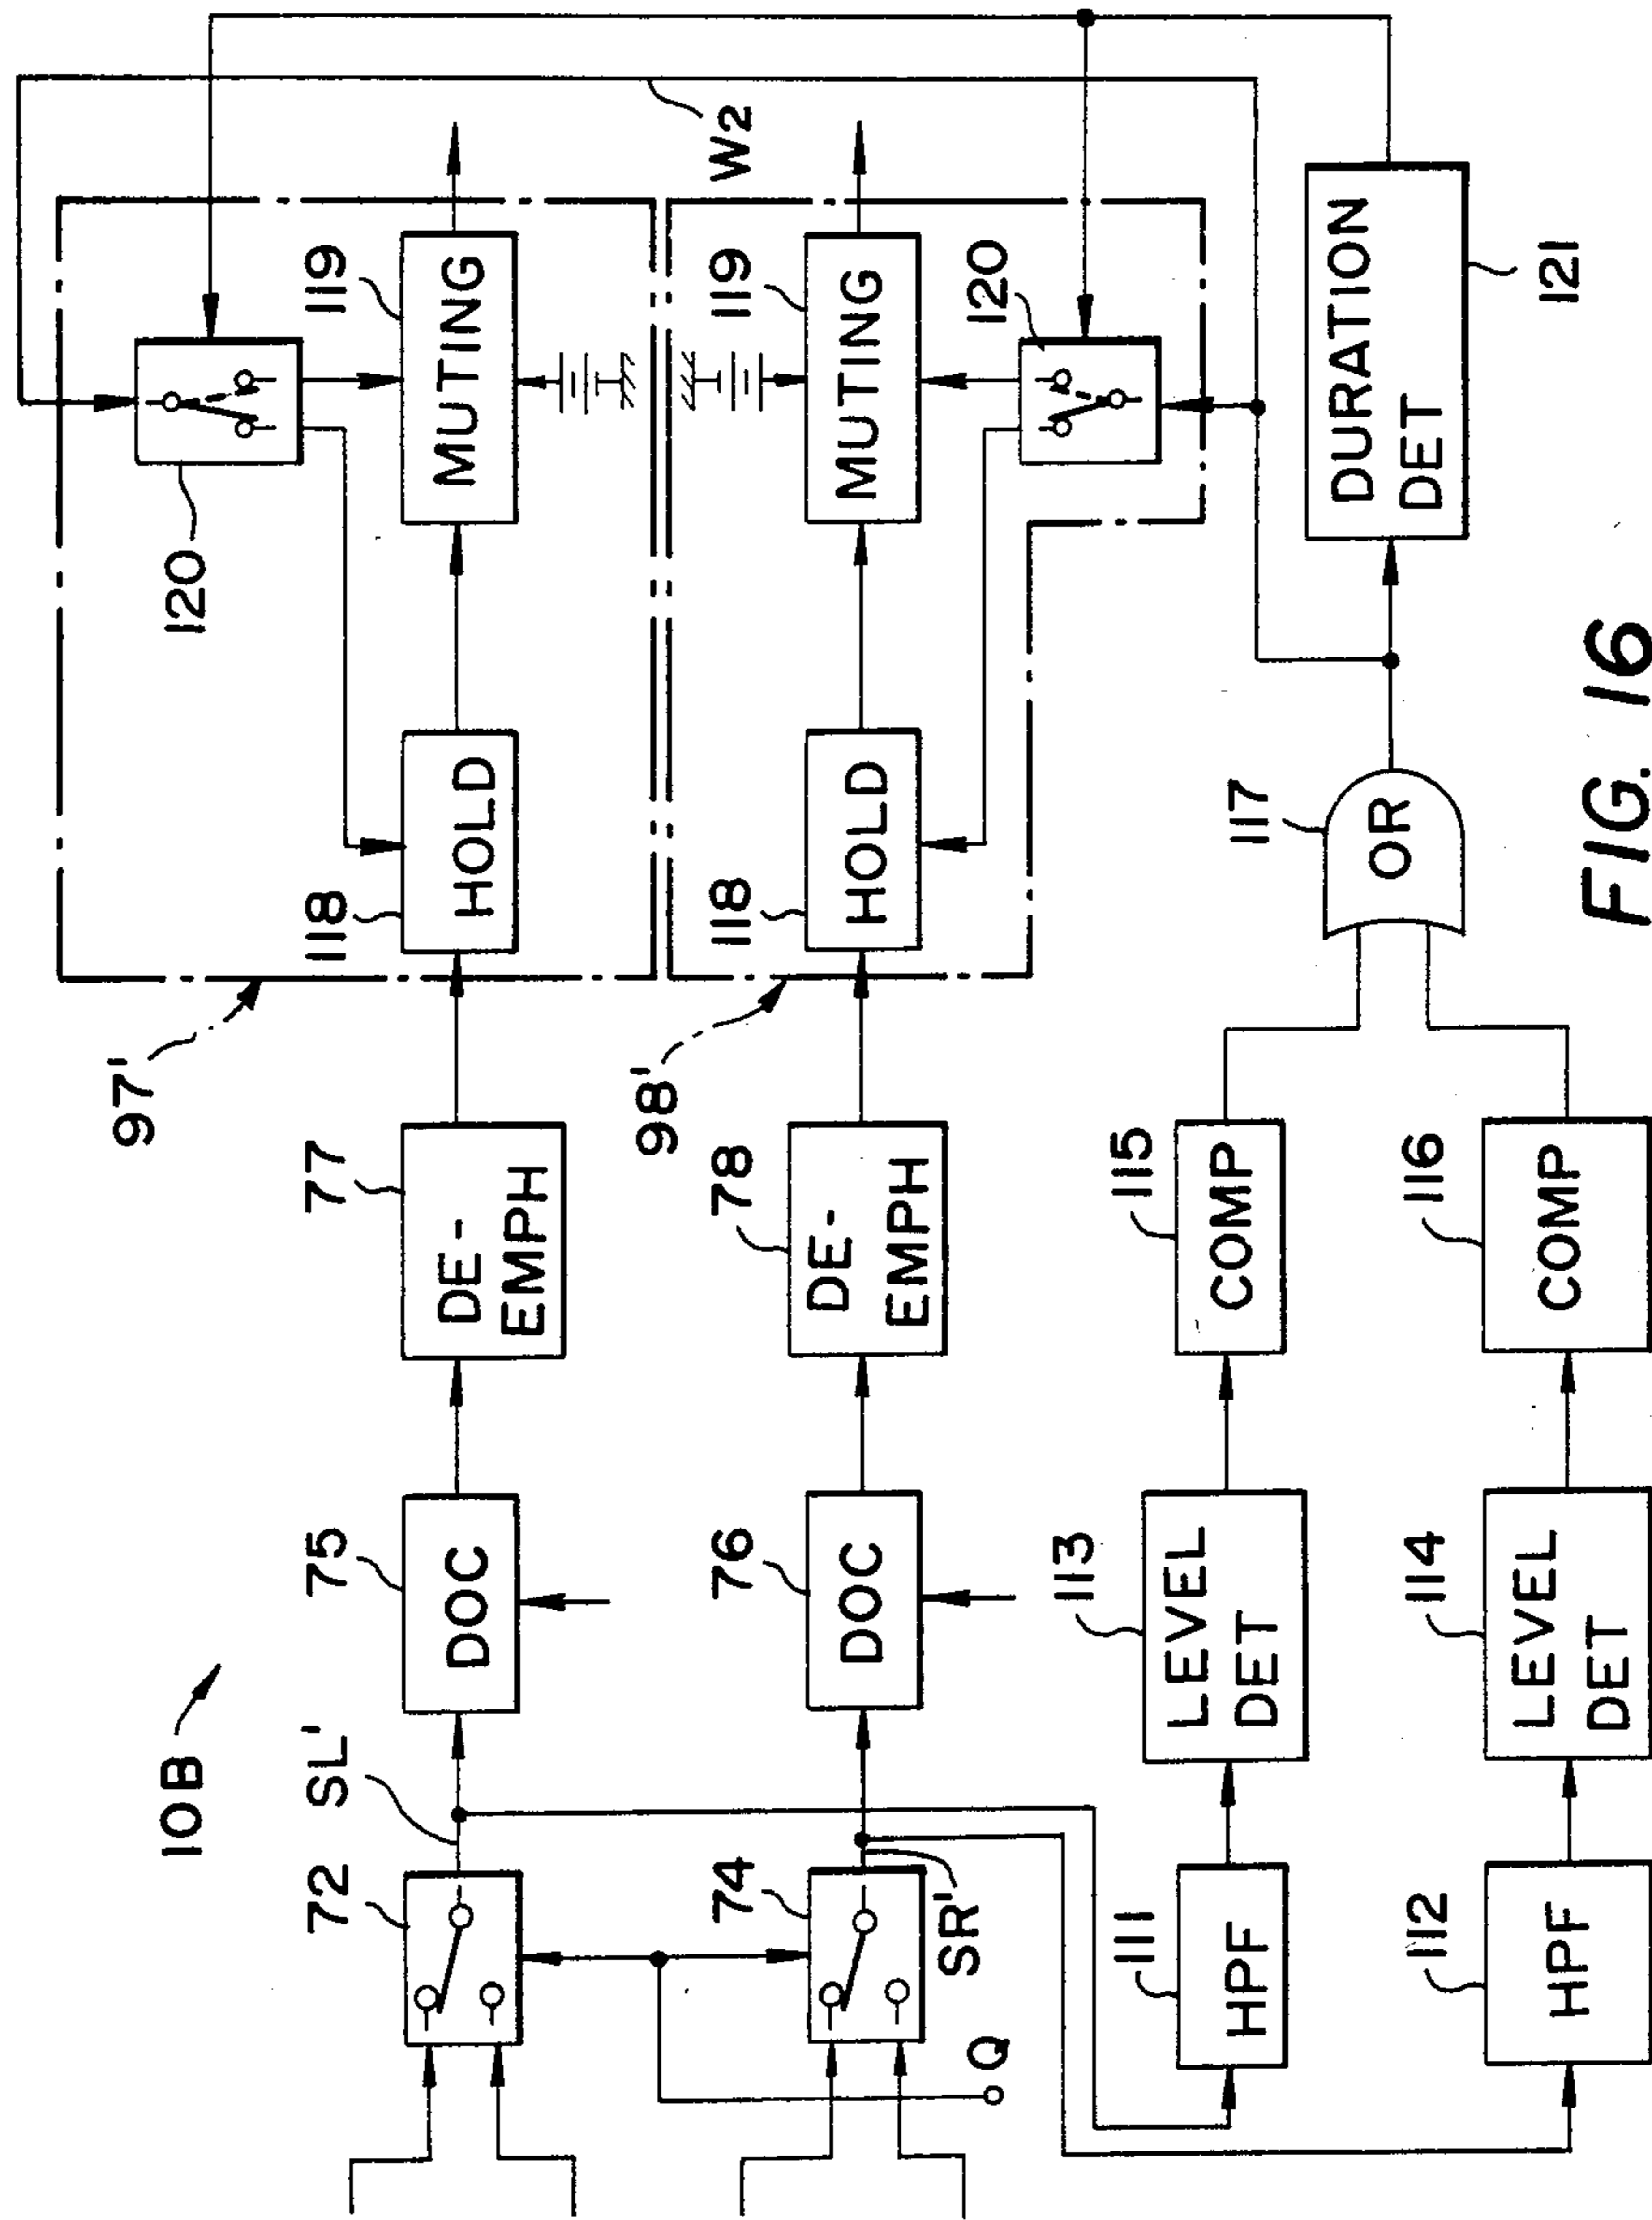 10B
72
SL'
75
DOC
77
DE-
EMPH
97'
118
HOLD
120
119
MUTING
W2
74
SR'
Q
76
DOC
78
DE-
EMPH
98'
118
HOLD
119
MUTING
120
111
HPF
113
LEVEL
DET
115
COMP
117
OR
DURATION
DET
121
112
HPF
114
LEVEL
DET
116
COMP
FIG. 16